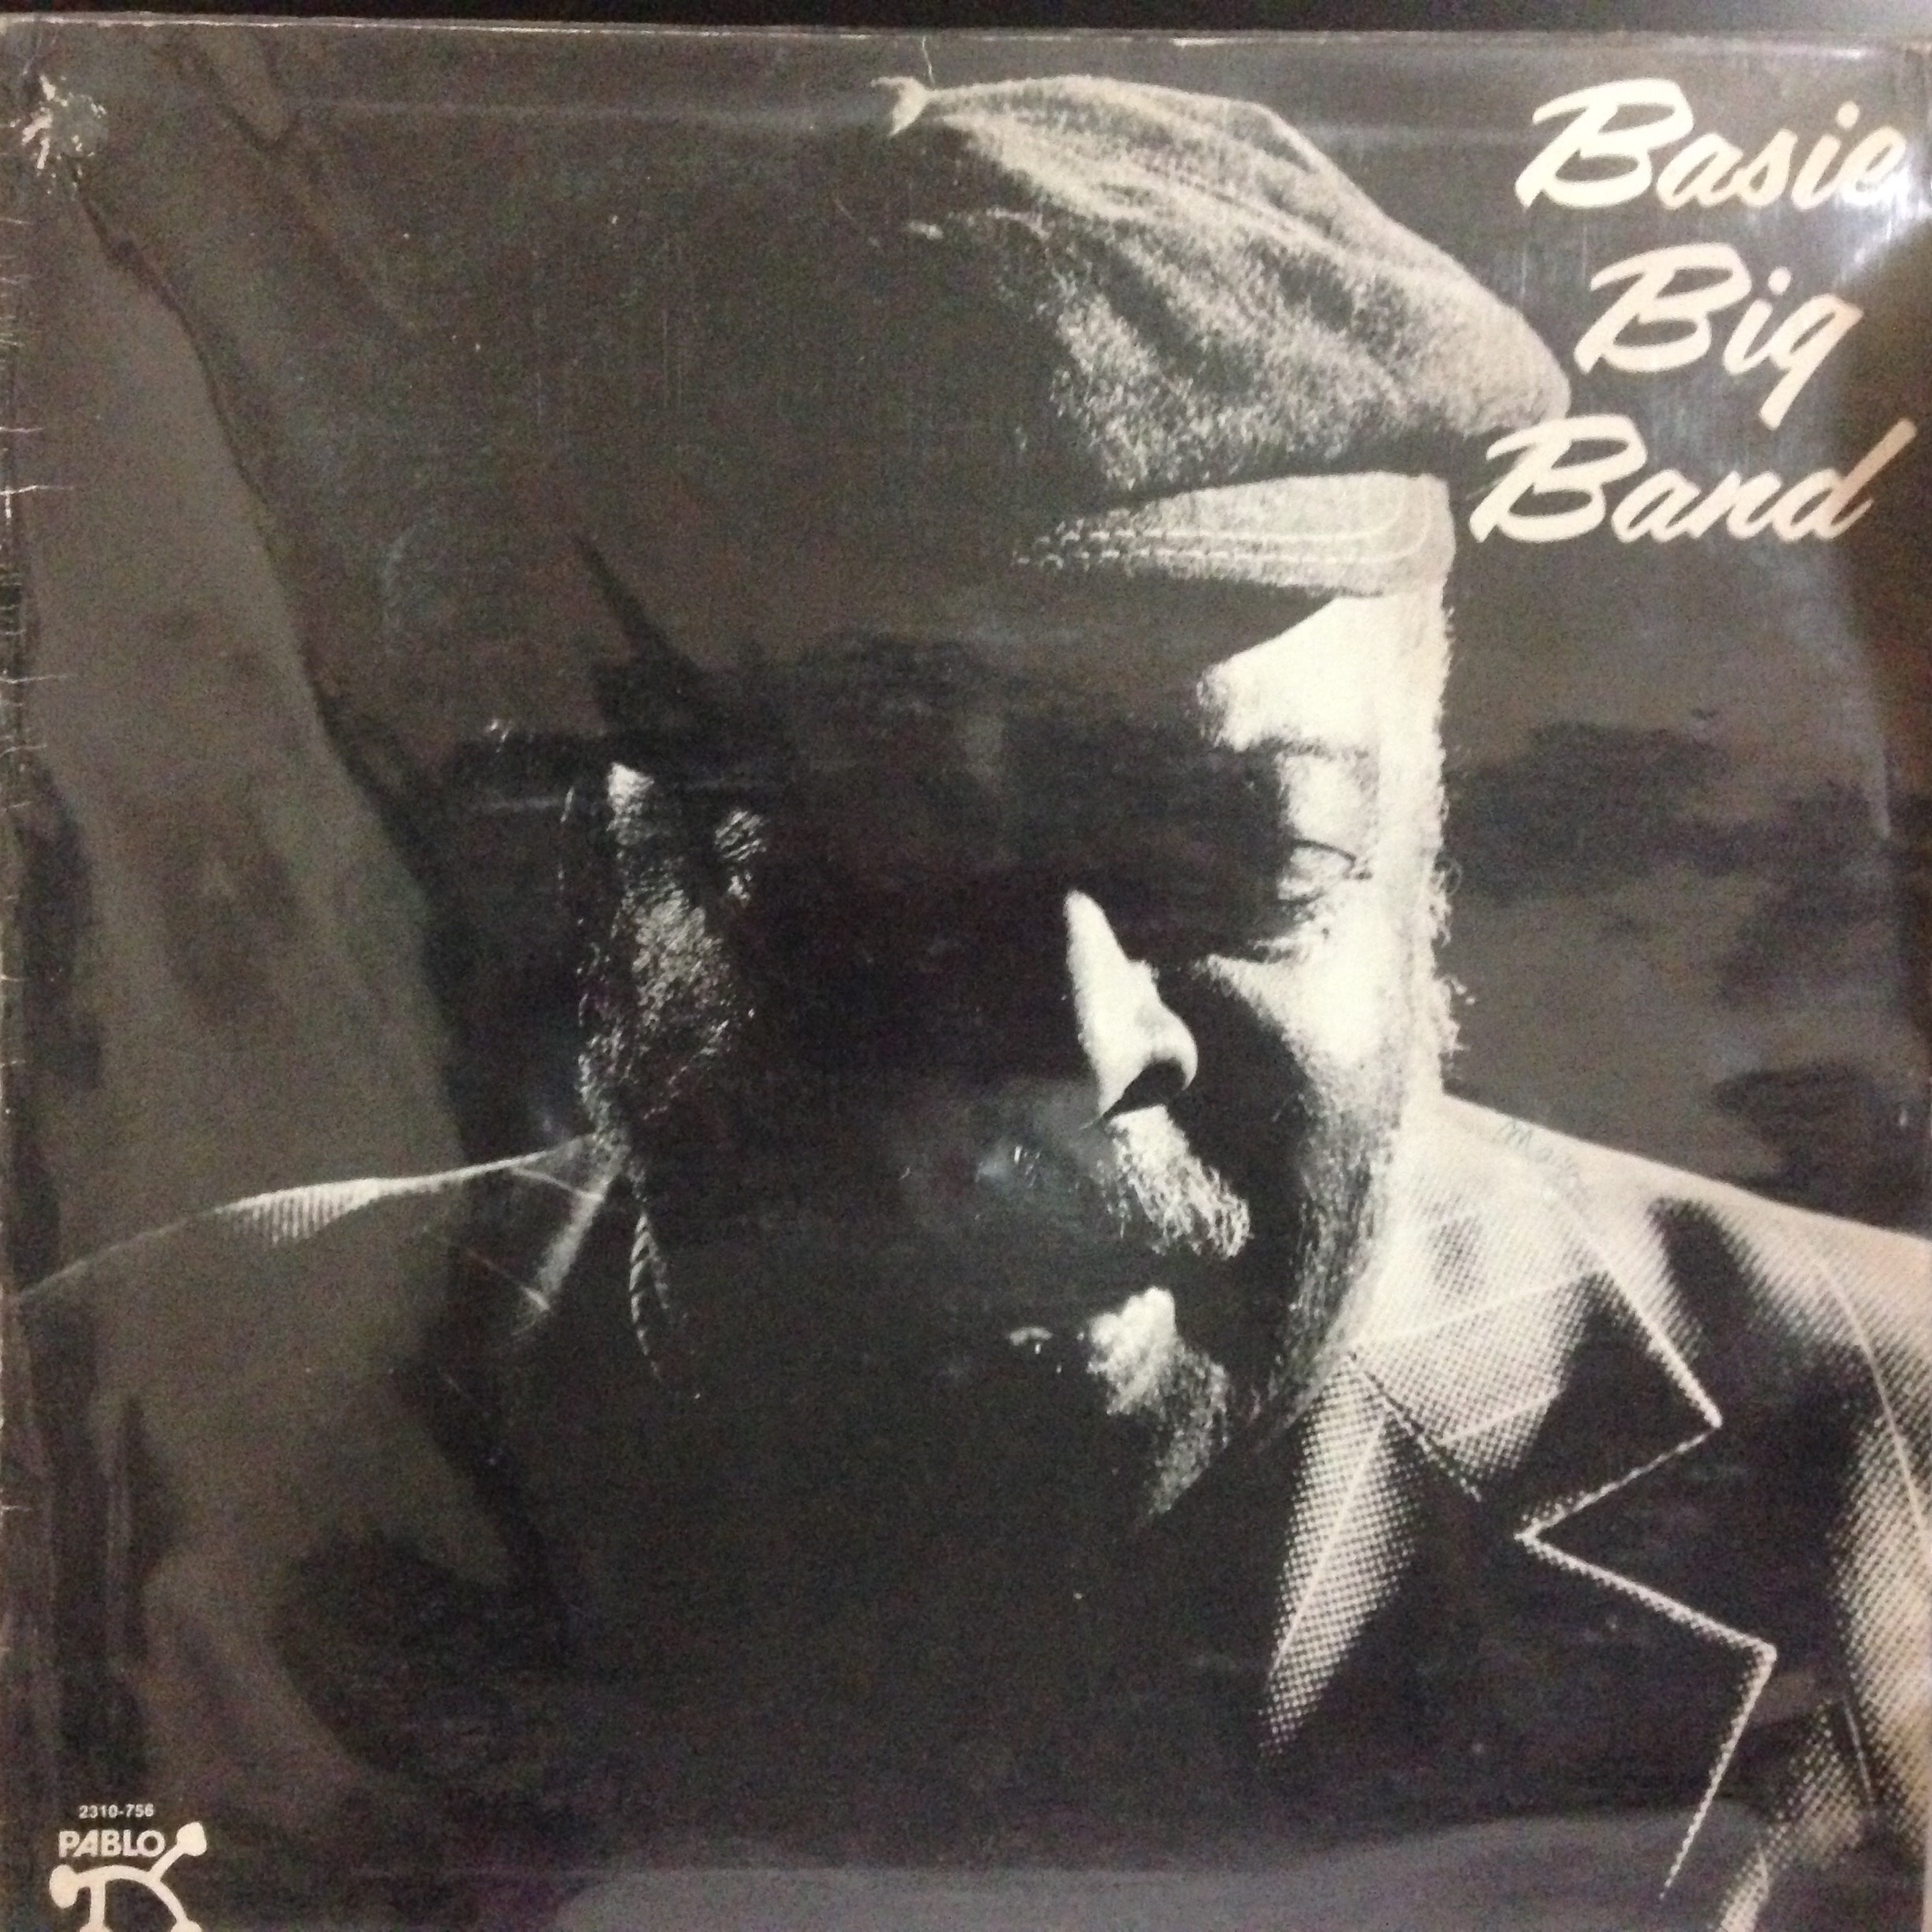 Basie
Big
Band
2310-756
PABLO